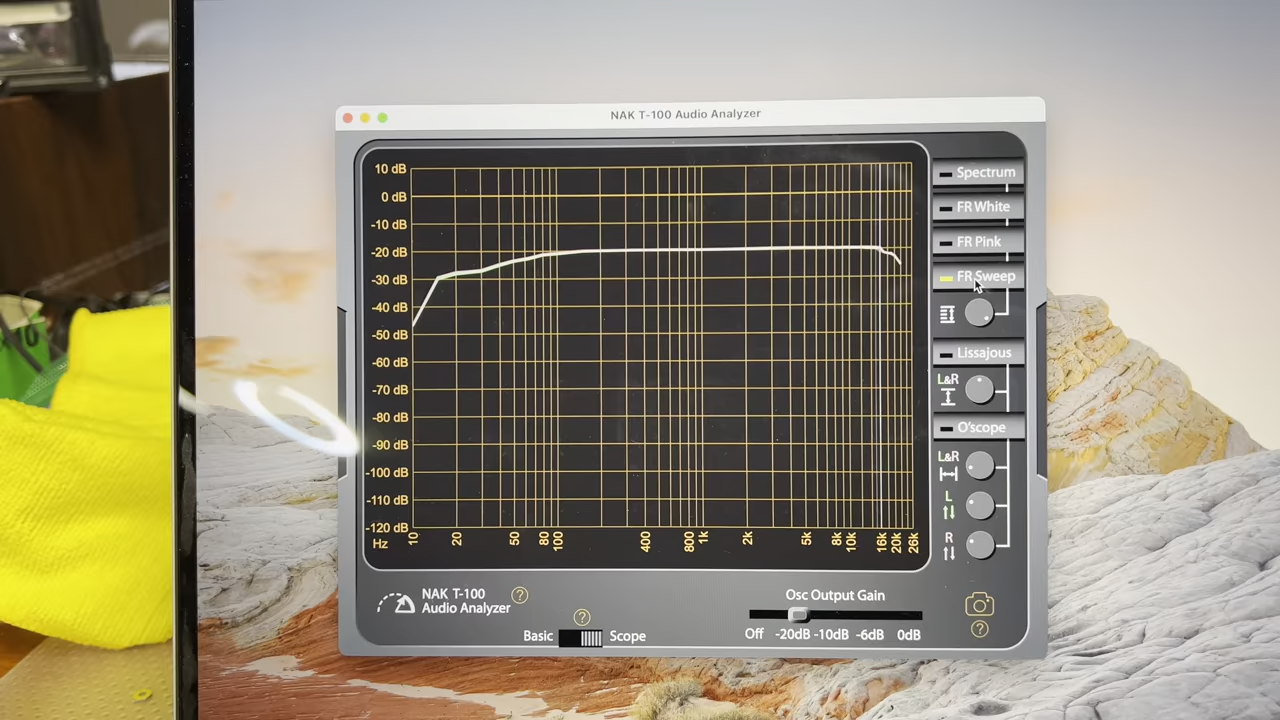 NAK T-100 Audio Analyzer
10 dB
0 dB
-10 dB
-20 dB
-30 dB
-40 dB
-50 dB
-60 dB
-70 dB
-80 dB
-90 dB
-100 dB
-110 dB
-120 dB
Hz 10 20 50 80 100 400 800 1k 2k 5k 8k 10k 16k 20k 26k
Spectrum
FR White
FR Pink
FR Sweep
Lissajous
L&R
O'scope
L&R
L
R
NAK T-100 ?
Audio Analyzer
?
Basic Scope
Osc Output Gain
Off -20dB -10dB -6dB 0dB
?